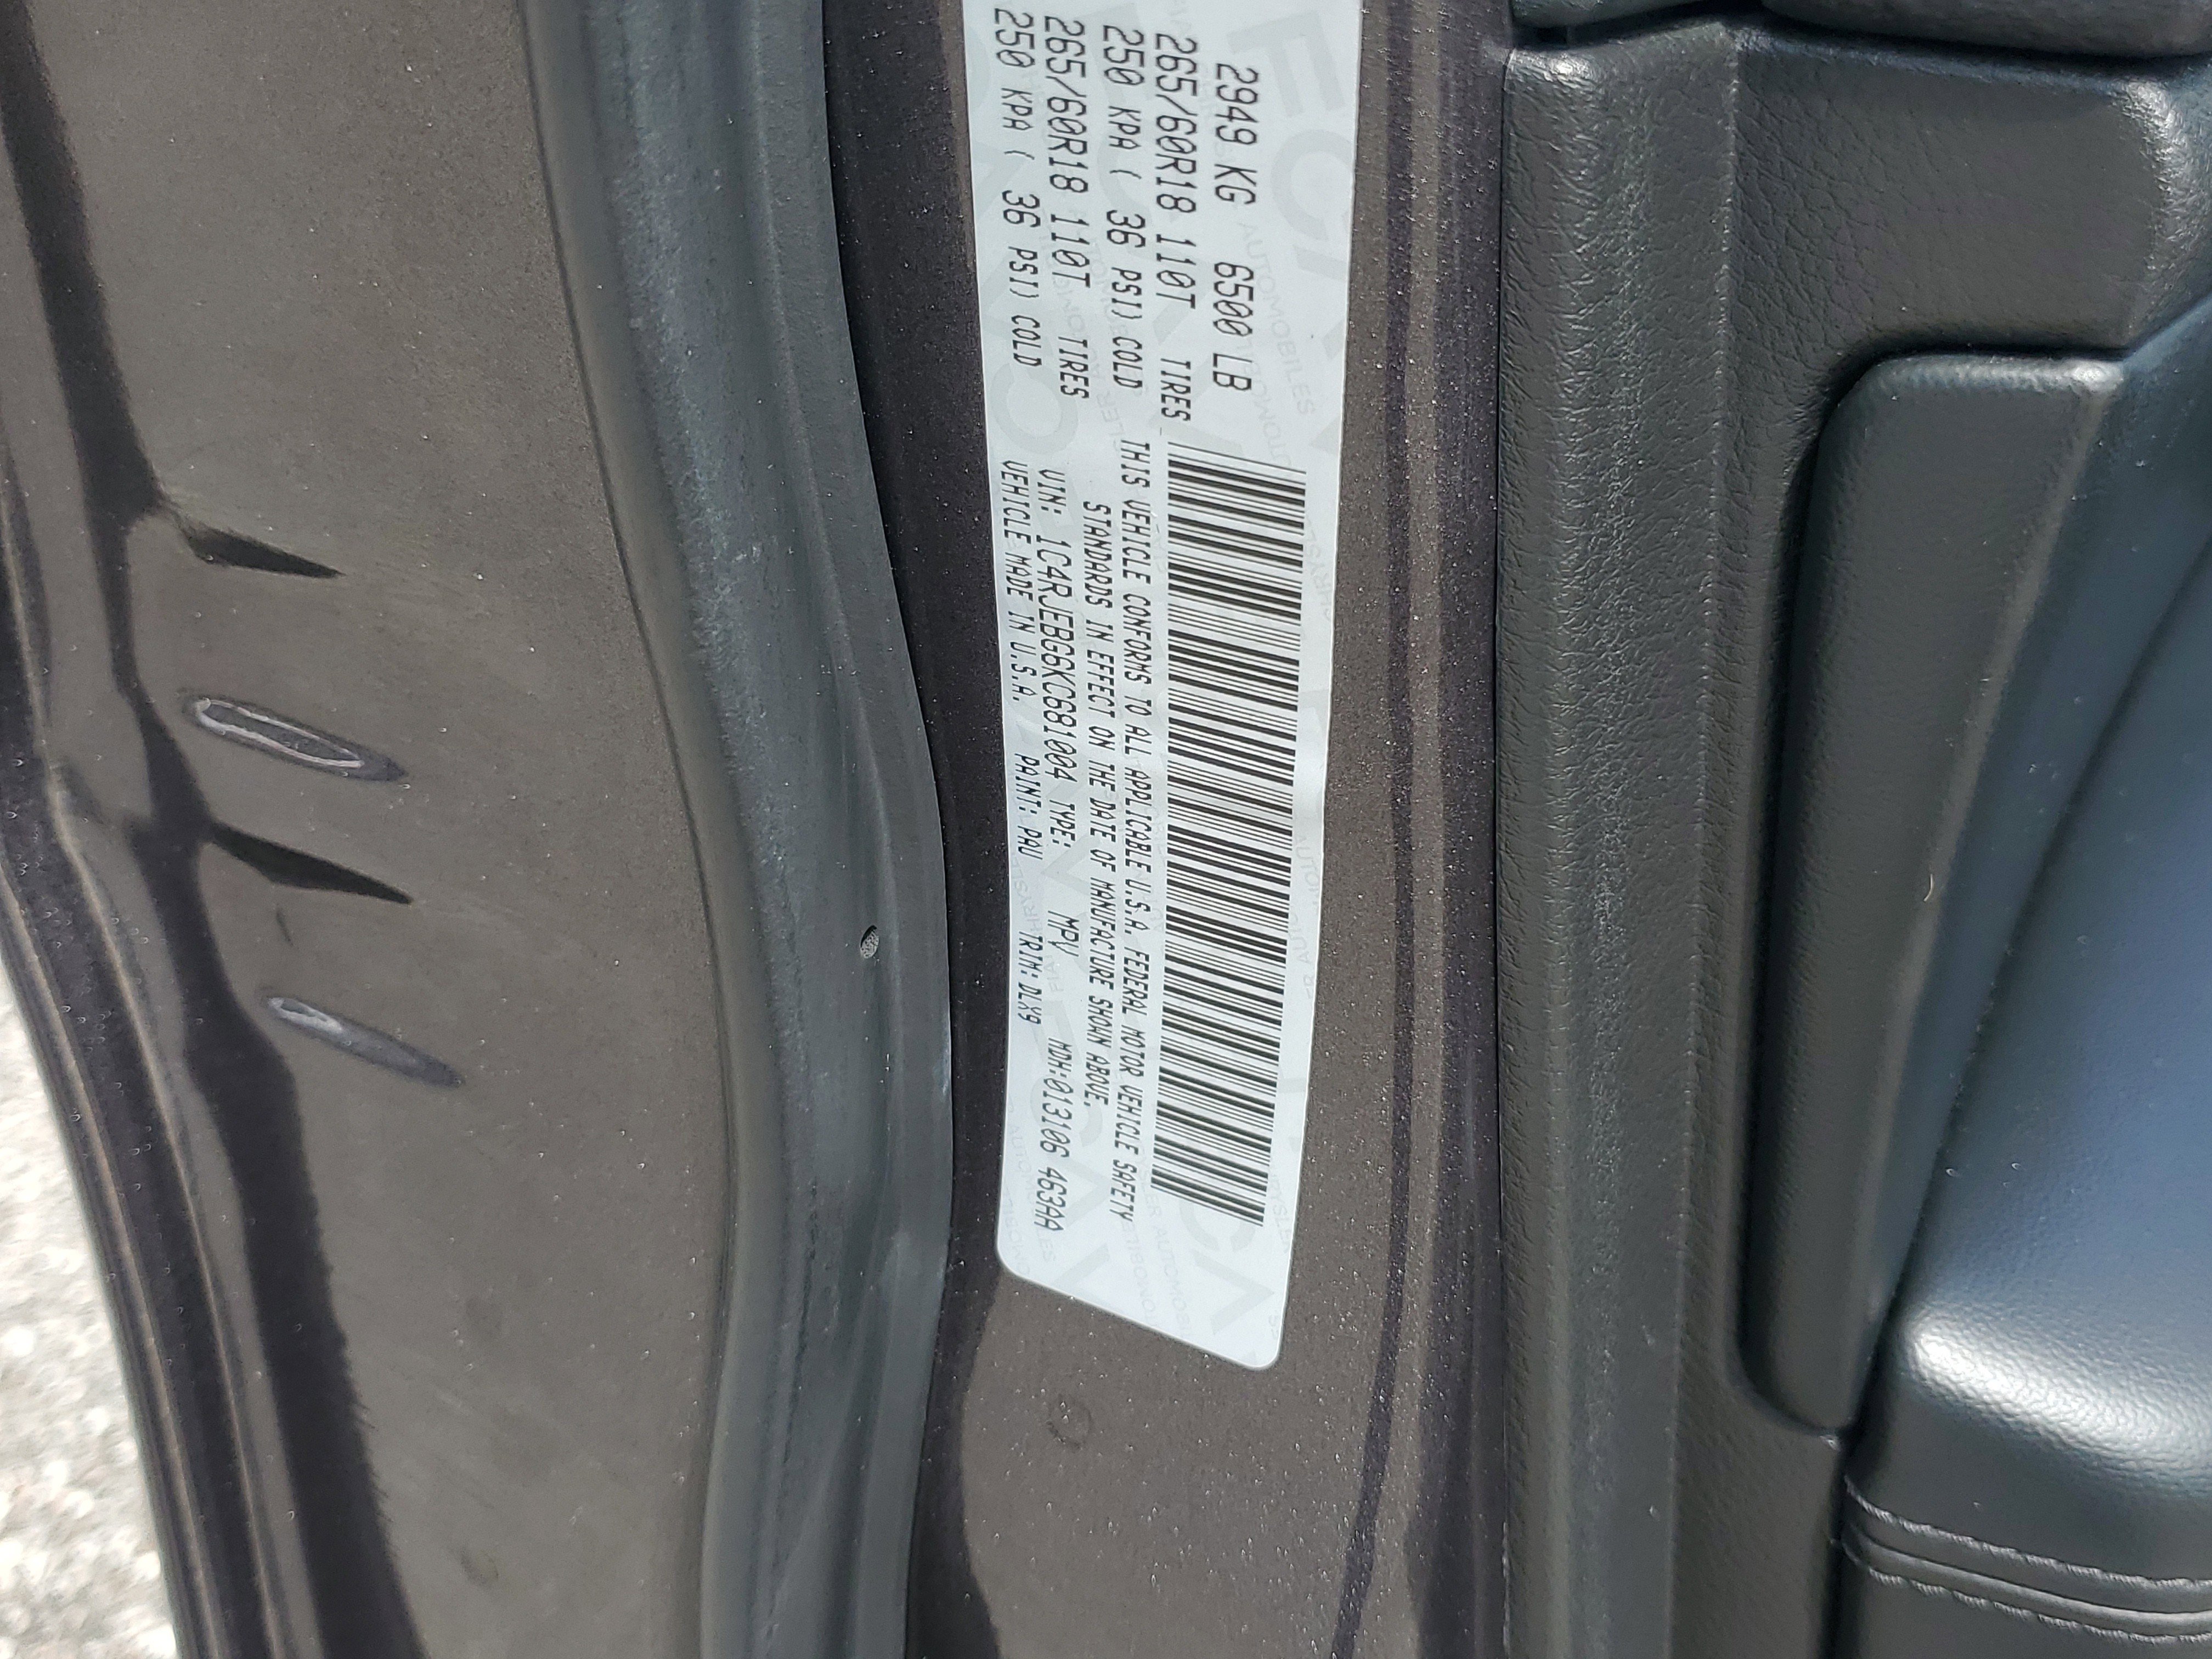 2949 KG 6500 LB
265/60R18 110T TIRES
250 KPA ( 36 PSI) COLD
265/60R18 110T TIRES
250 KPA ( 36 PSI) COLD
THIS VEHICLE CONFORMS TO ALL APPLICABLE U.S.A. FEDERAL MOTOR VEHICLE SAFETY
STANDARDS IN EFFECT ON THE DATE OF MANUFACTURE SHOWN ABOVE.
VIN: 1C4RJEBG6KC681004 TYPE: MPV MDH:013106 463AA
VEHICLE MADE IN U.S.A. PAINT: PAU TRIM: DLX9